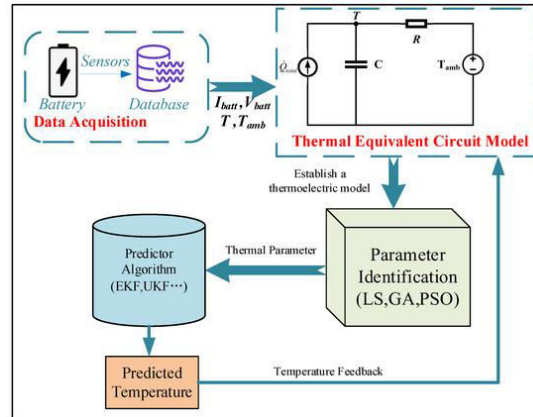 Sensors
Battery
Database
Data Acquisition
I_batt, V_batt
T, T_amb
T
R
C
T_amb
Thermal Equivalent Circuit Model
Establish a
thermoelectric model
Parameter
Identification
(LS,GA,PSO)
Thermal Parameter
Predictor
Algorithm
(EKF,UKF…)
Predicted
Temperature
Temperature Feedback